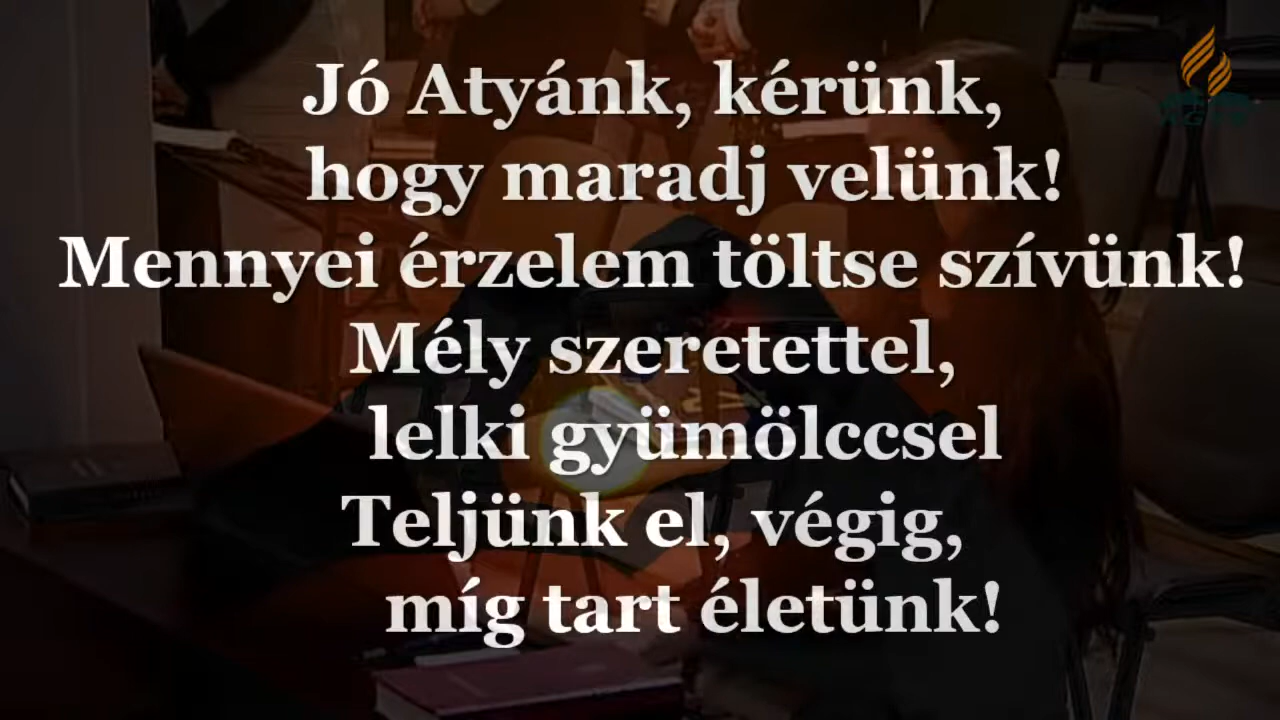 Jó Atyánk, kérünk,
hogy maradj velünk!
Mennyei érzelem töltse szívünk!
Mély szeretettel,
lelki gyümölccsel
Teljünk el, végig,
míg tart életünk!